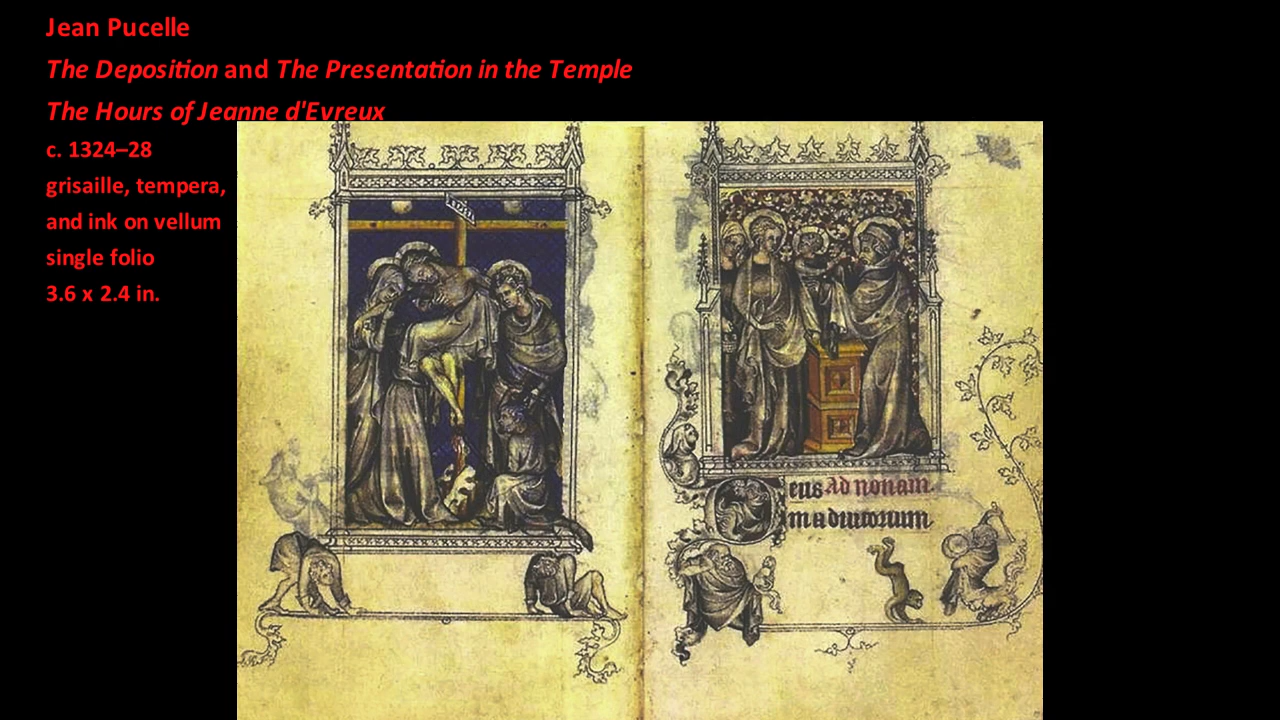 Jean Pucelle
The Deposition and The Presentation in the Temple
The Hours of Jeanne d'Evreux
c. 1324–28
grisaille, tempera,
and ink on vellum
single folio
3.6 x 2.4 in.
eus Ad nonam.
in adiutorium